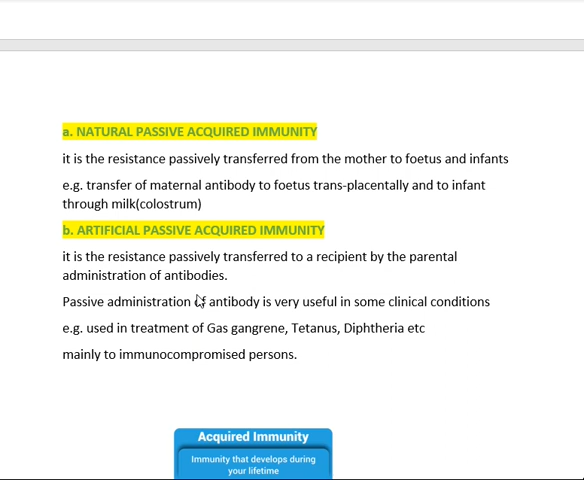 a. NATURAL PASSIVE ACQUIRED IMMUNITY
it is the resistance passively transferred from the mother to foetus and infants
e.g. transfer of maternal antibody to foetus trans-placentally and to infant
through milk(colostrum)
b. ARTIFICIAL PASSIVE ACQUIRED IMMUNITY
it is the resistance passively transferred to a recipient by the parental
administration of antibodies.
Passive administration of antibody is very useful in some clinical conditions
e.g. used in treatment of Gas gangrene, Tetanus, Diphtheria etc
mainly to immunocompromised persons.
Acquired Immunity
Immunity that develops during
your lifetime